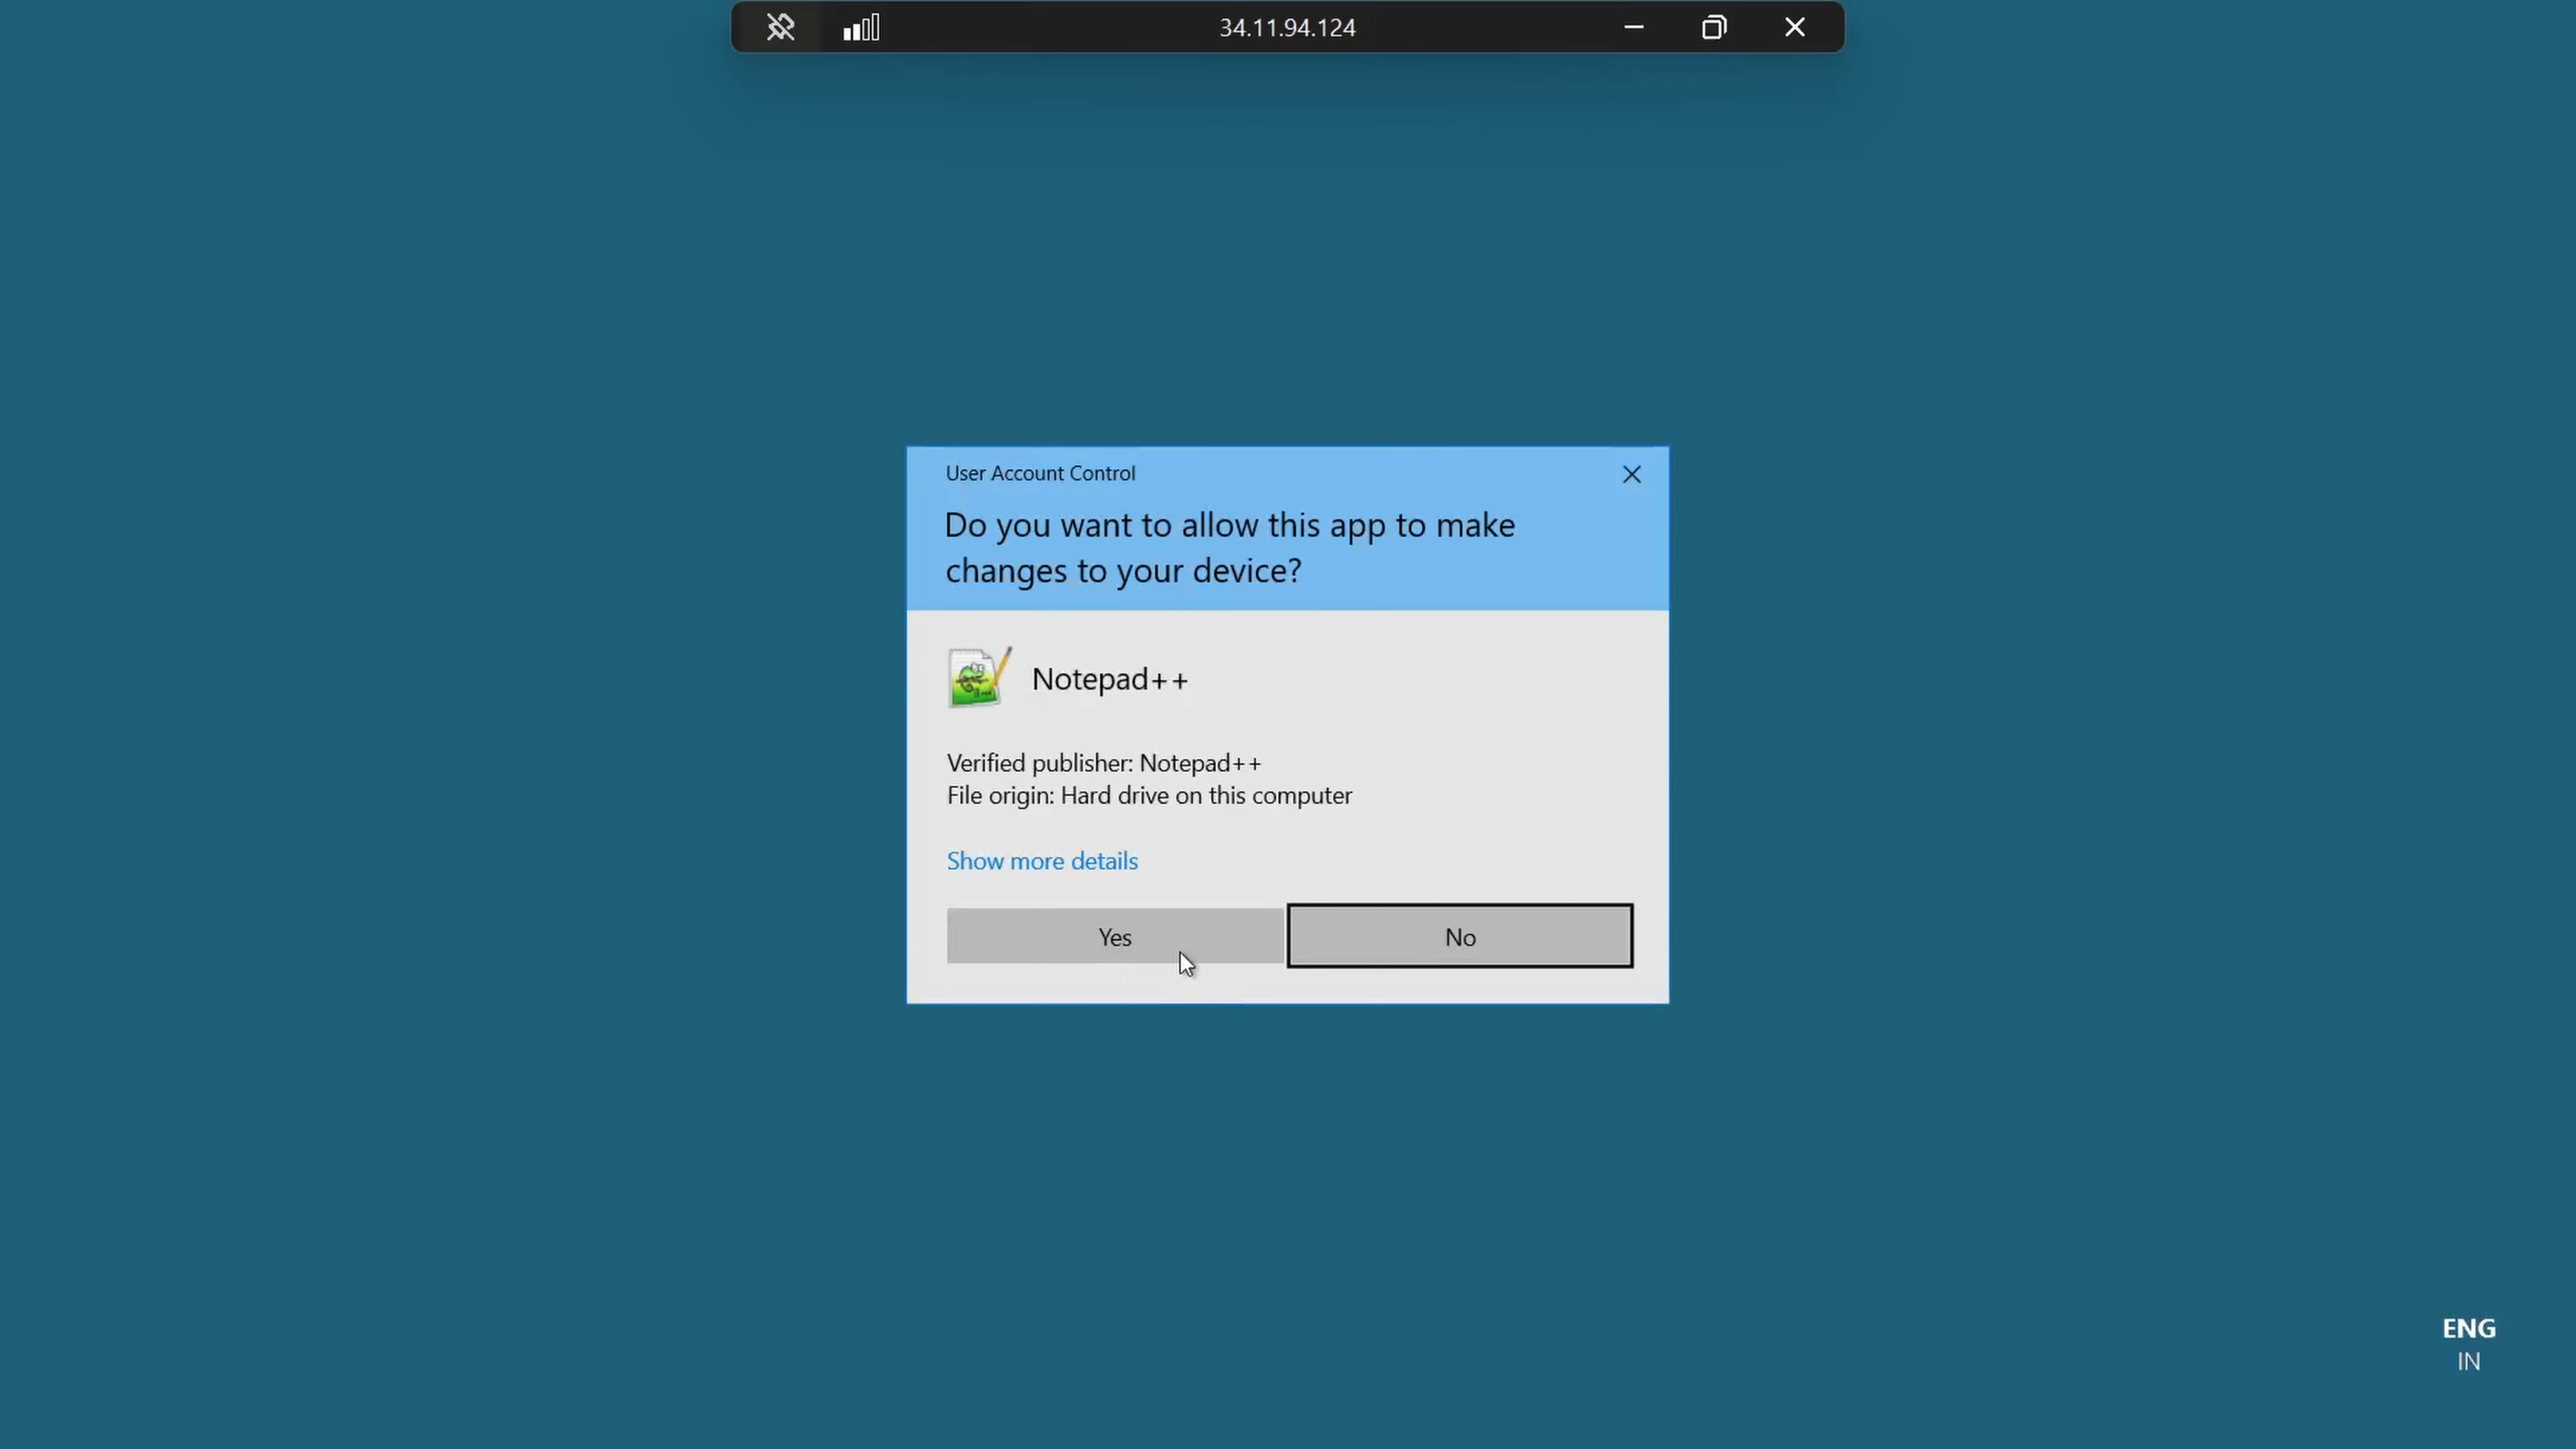 34.11.94.124
User Account Control
Do you want to allow this app to make
changes to your device?
Notepad++
Verified publisher: Notepad++
File origin: Hard drive on this computer
Show more details
Yes
No
ENG
IN